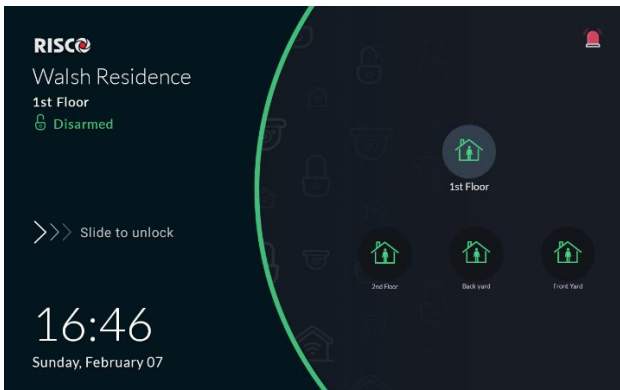 RISCO
Walsh Residence
1st Floor
Disarmed
1st Floor
Slide to unlock
2nd Floor
Back yard
Front Yard
16:46
Sunday, February 07